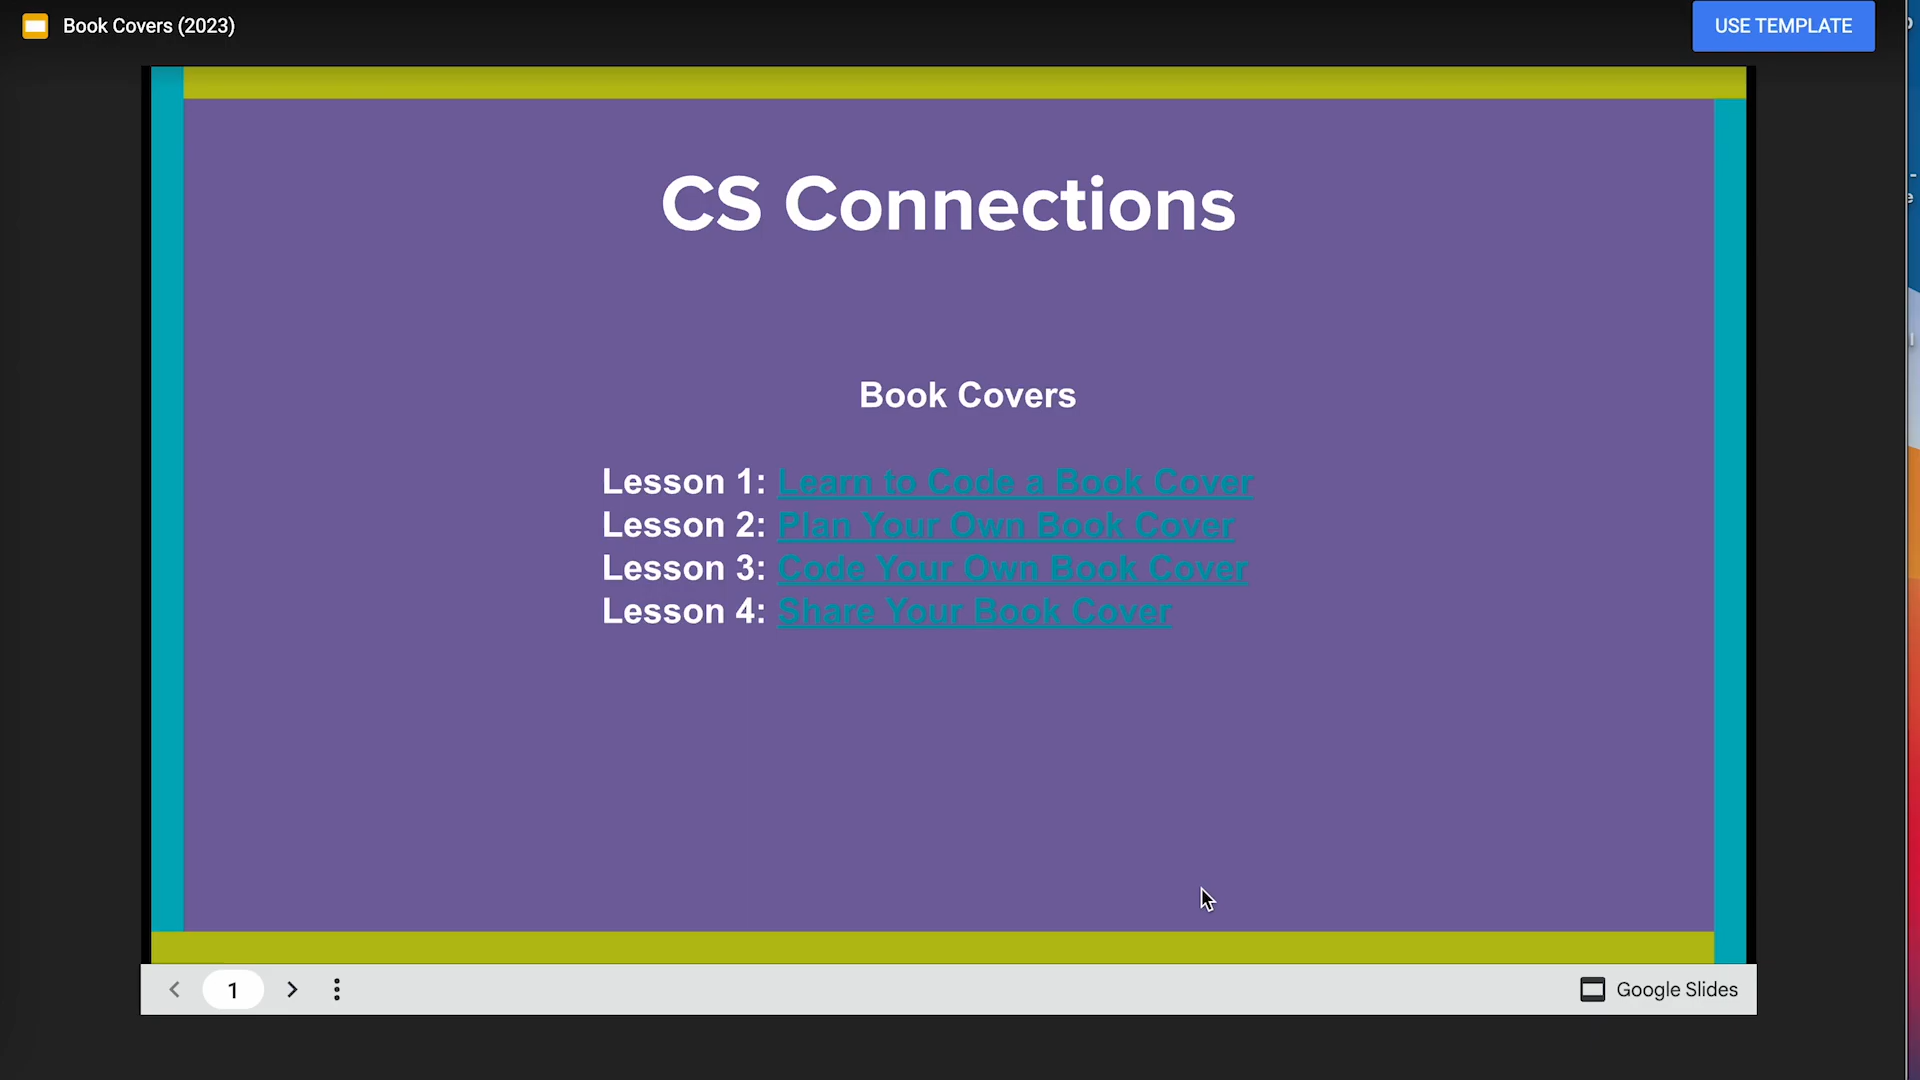 Book Covers (2023)
USE TEMPLATE
CS Connections
Book Covers
Lesson 1: Learn to Code a Book Cover
Lesson 2: Plan Your Own Book Cover
Lesson 3: Code Your Own Book Cover
Lesson 4: Share Your Book Cover
1
Google Slides